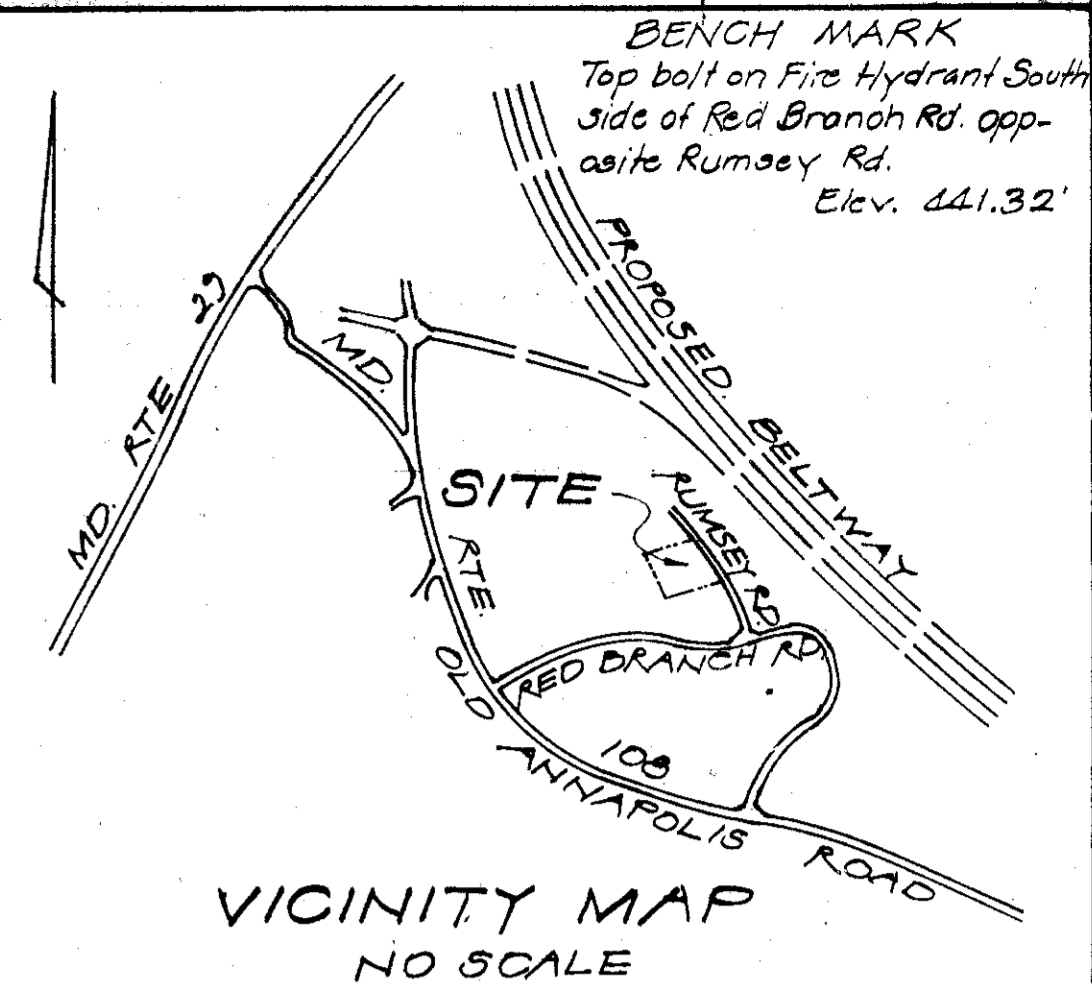 BENCH MARK
Top bolt on Fire Hydrant South
side of Red Branch Rd. opp-
osite Rumsey Rd.
Elev. 441.32'
PROPOSED BELTWAY
MD. RTE 29
MD. RTE 108
SITE
RUMSEY RD.
RED BRANCH RD.
OLD ANNAPOLIS ROAD
VICINITY MAP
NO SCALE